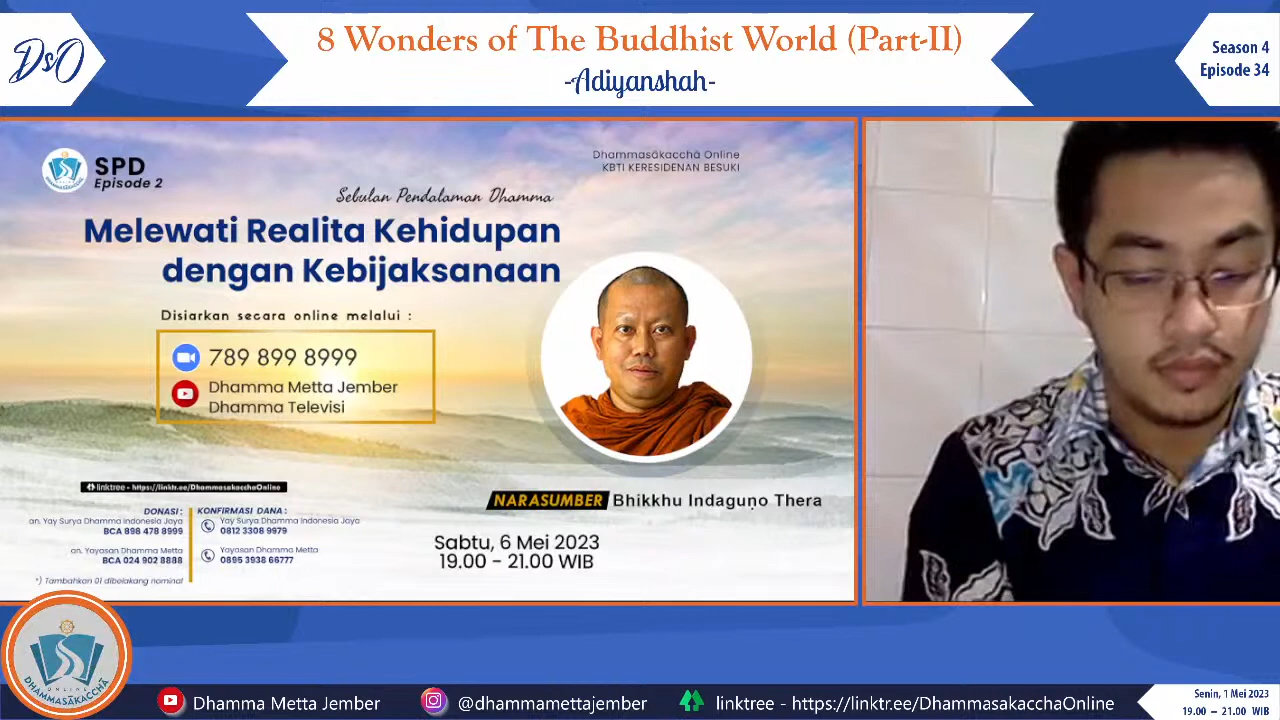 DsO
8 Wonders of The Buddhist World (Part-II)
-Adiyanshah-
Season 4
Episode 34
SPD
Episode 2
Dhammasākacchā Online
KBTI KERESIDENAN BESUKI
Sebulan Pendalaman Dhamma
Melewati Realita Kehidupan
dengan Kebijaksanaan
Disiarkan secara online melalui :
789 899 8999
Dhamma Metta Jember
Dhamma Televisi
linktree - https://linktr.ee/DhammasakacchaOnline
DONASI :
an. Yay Surya Dhamma Indonesia Jaya
BCA 898 478 8999
an. Yayasan Dhamma Metta
BCA 024 902 8888
*) Tambahkan 01 dibelakang nominal
KONFIRMASI DANA :
Yay Surya Dhamma Indonesia Jaya
0812 3308 9979
Yayasan Dhamma Metta
0895 3938 66777
NARASUMBER Bhikkhu Indaguṇo Thera
Sabtu, 6 Mei 2023
19.00 – 21.00 WIB
ONLINE
DHAMMASĀKACCHĀ
Dhamma Metta Jember
@dhammamettajember
linktree - https://linktr.ee/DhammasakacchaOnline
Senin, 1 Mei 2023
19.00 – 21.00 WIB